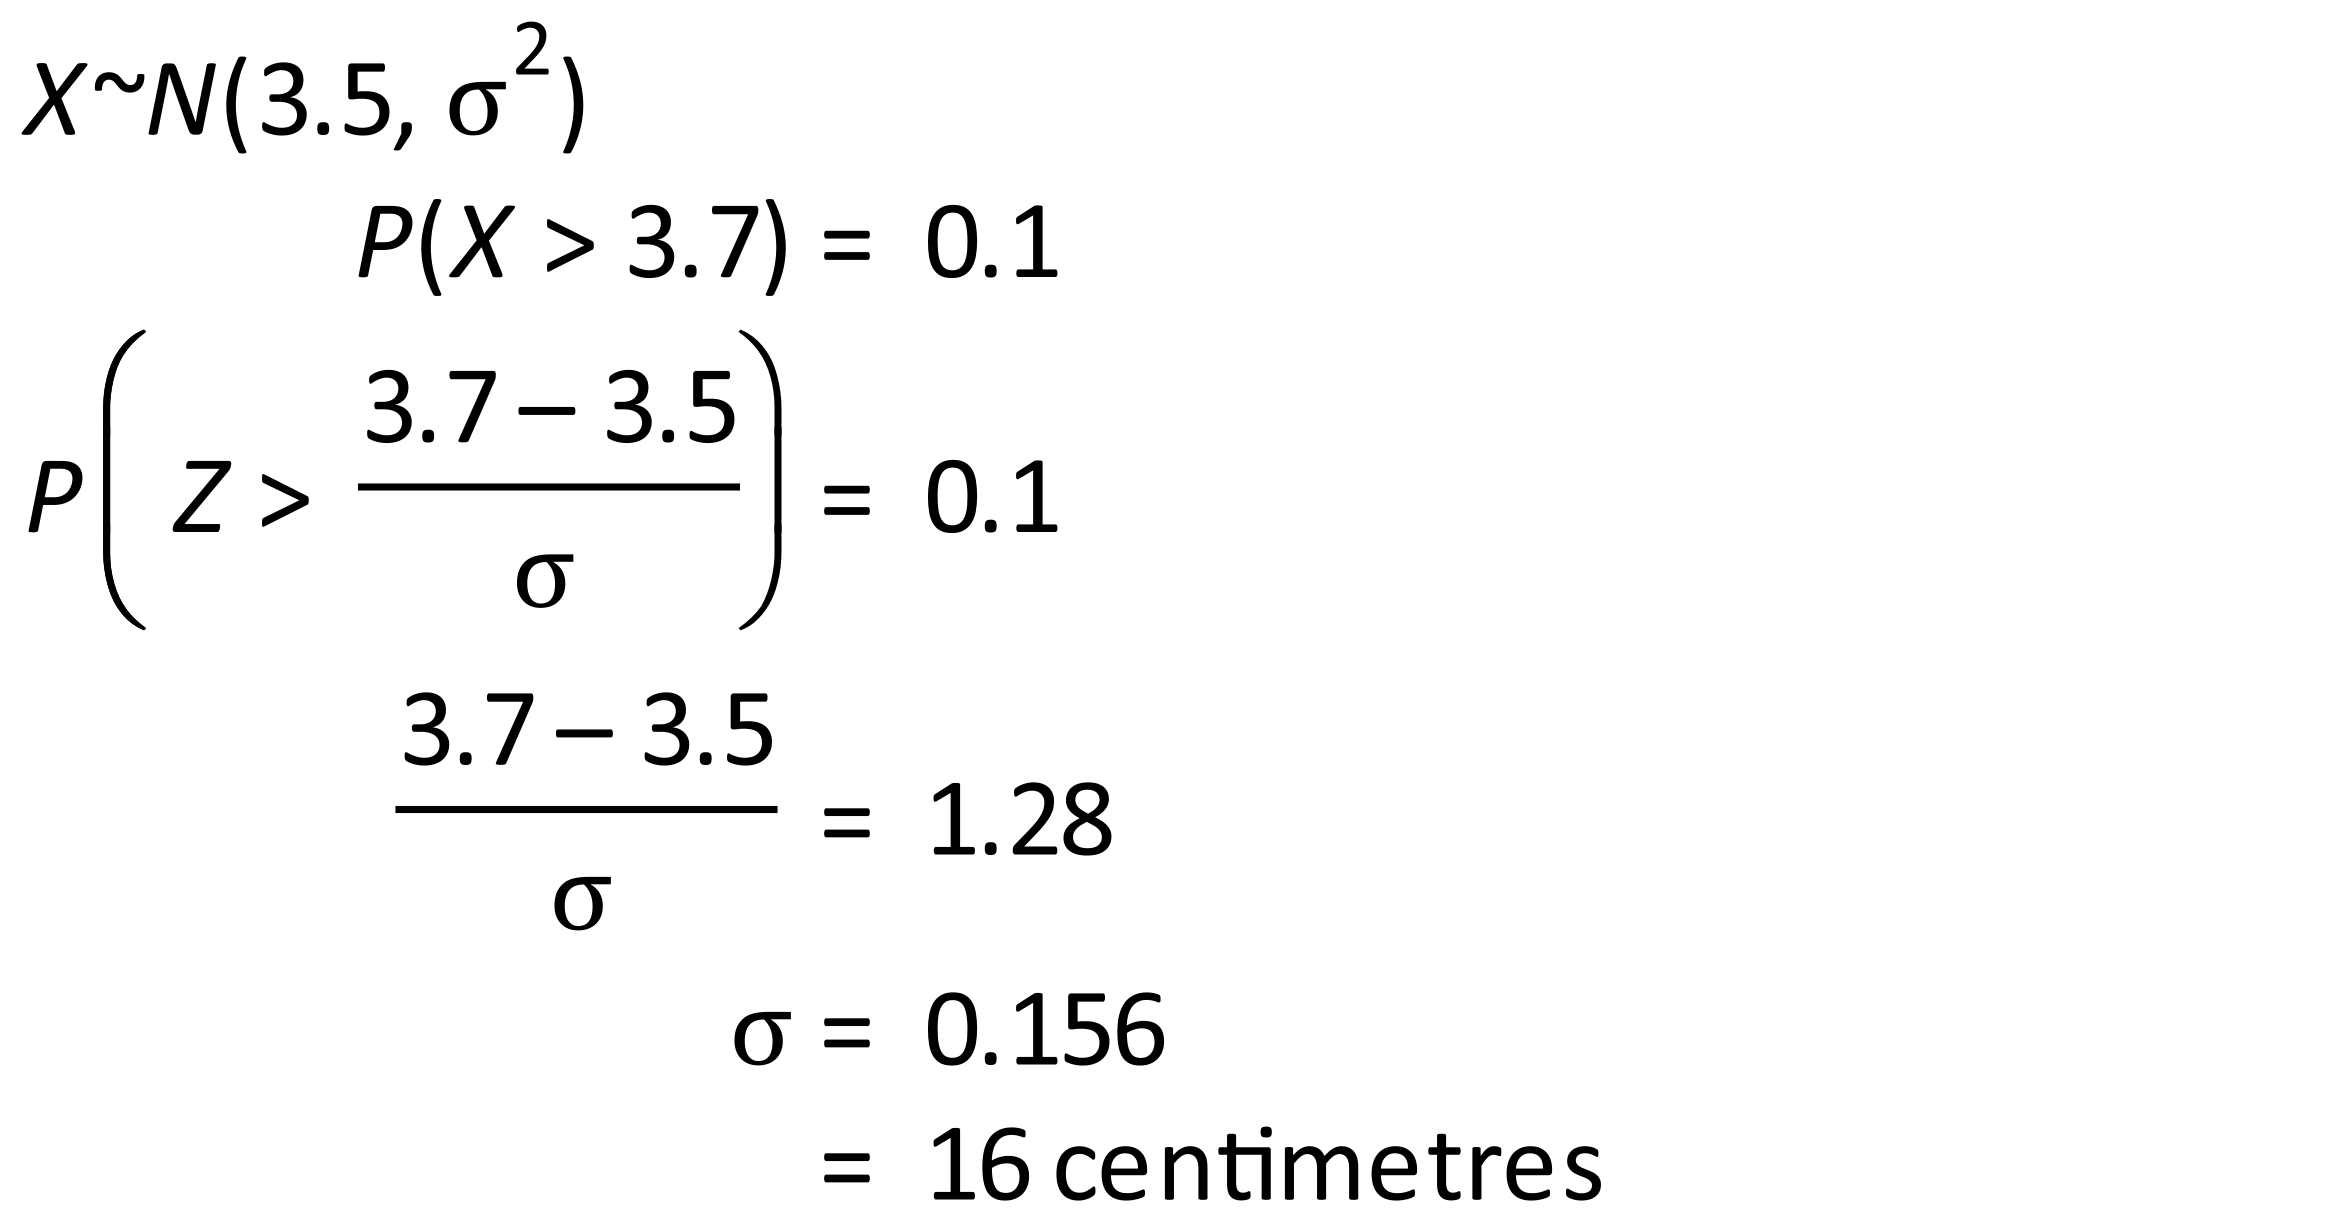 X~N(3.5, σ²)
P(X > 3.7) = 0.1
P(Z > (3.7 – 3.5)/σ) = 0.1
(3.7 – 3.5)/σ = 1.28
σ = 0.156
= 16 centimetres